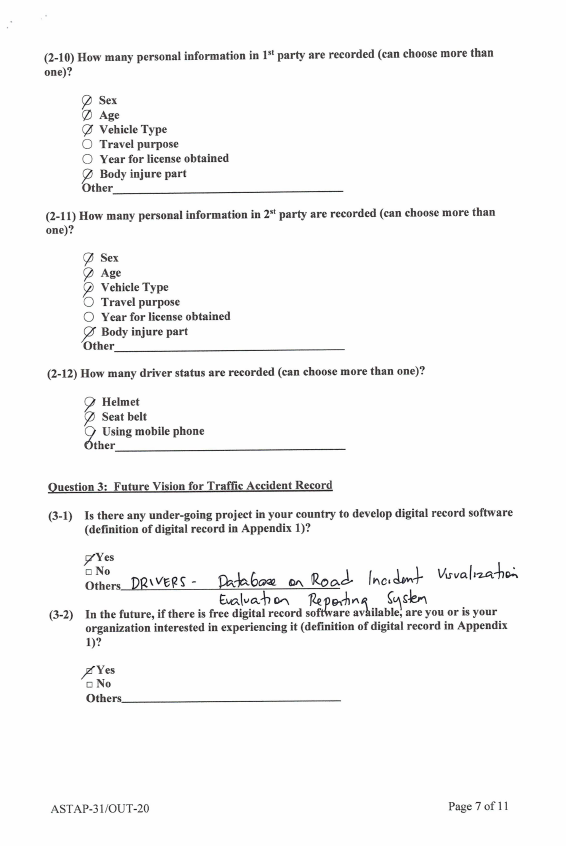 (2-10) How many personal information in 1st party are recorded (can choose more than
one)?
Sex
Age
Vehicle Type
Travel purpose
Year for license obtained
Body injure part
Other
(2-11) How many personal information in 2st party are recorded (can choose more than
one)?
Sex
Age
Vehicle Type
Travel purpose
Year for license obtained
Body injure part
Other
(2-12) How many driver status are recorded (can choose more than one)?
Helmet
Seat belt
Using mobile phone
Other
Question 3: Future Vision for Traffic Accident Record
(3-1) Is there any under-going project in your country to develop digital record software
(definition of digital record in Appendix 1)?
Yes
No
Others DRIVERS - Database on Road Incident Visualization
Evaluation Reporting System
(3-2) In the future, if there is free digital record software available, are you or is your
organization interested in experiencing it (definition of digital record in Appendix
1)?
Yes
No
Others
ASTAP-31/OUT-20 Page 7 of 11